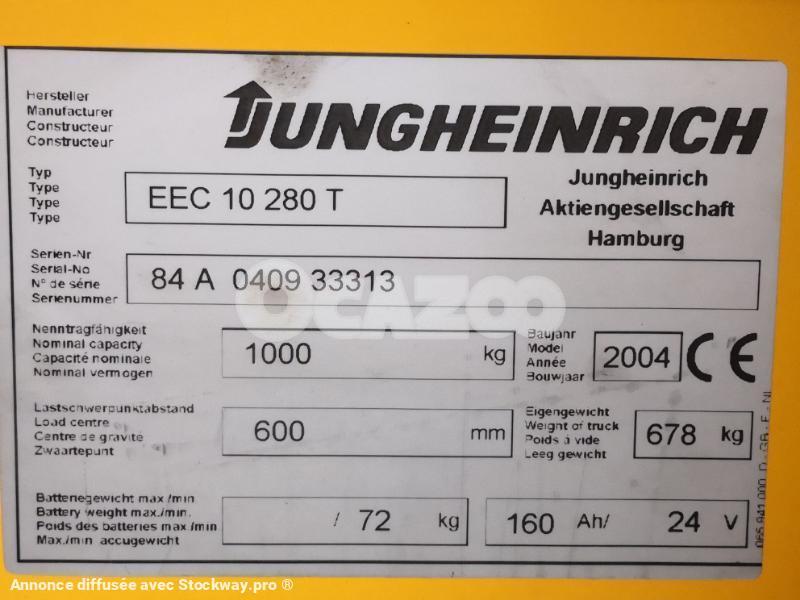 Hersteller
Manufacturer
Constructeur
Constructeur
JUNGHEINRICH
Typ
Type
Type
Type
EEC 10 280 T
Jungheinrich
Aktiengesellschaft
Hamburg
Serien-Nr
Serial-No
N° de série
Serienummer
84 A 0409 33313
OCAZOO
Nenntragfähigkeit
Nominal capacity
Capacité nominale
Nominal vermogen
1000 kg
Baujahr
Model
Année
Bouwjaar
2004
CE
Lastschwerpunktabstand
Load centre
Centre de gravité
Zwaartepunt
600 mm
Eigengewicht
Weight of truck
Poids à vide
Leeg gewicht
678 kg
Batteriegewicht max /min
Battery weight max./min.
Poids des batteries max /min
Max./min accugewicht
/ 72 kg
160 Ah/ 24 V
D - GB - F - NL
Annonce diffusée avec Stockway.pro ®